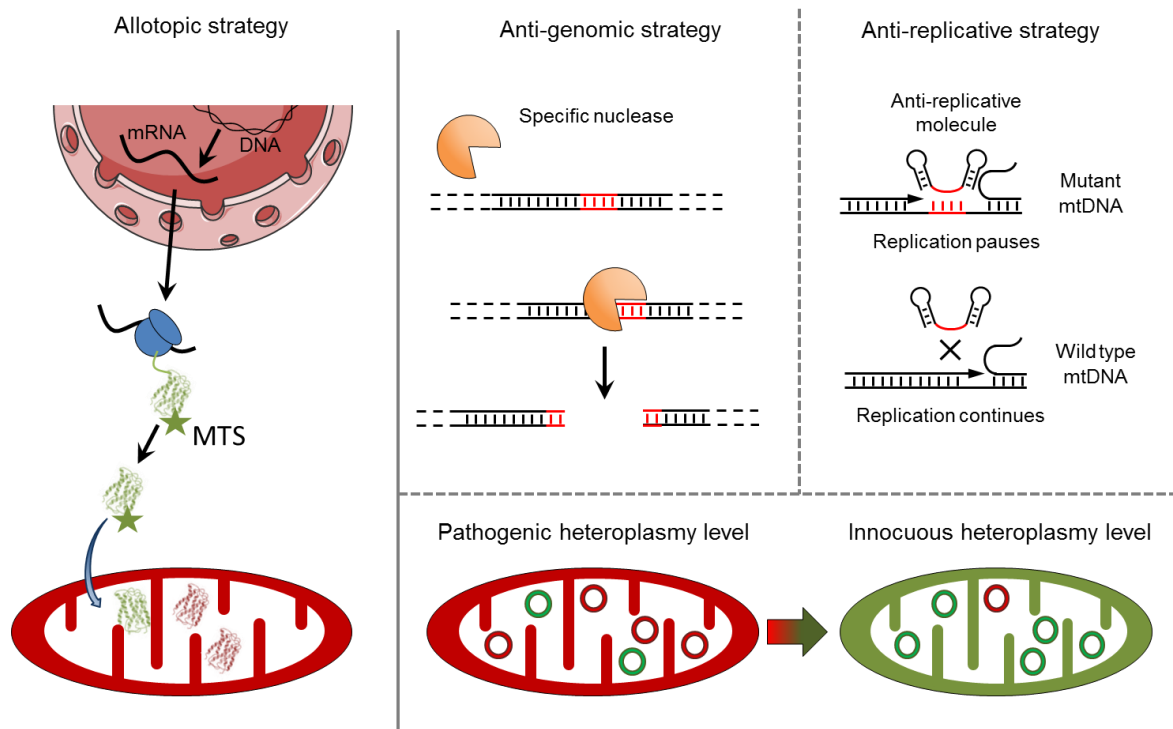 Allotopic strategy
mRNA
DNA
MTS
Anti-genomic strategy
Specific nuclease
Anti-replicative strategy
Anti-replicative
molecule
Mutant
mtDNA
Replication pauses
Wild type
mtDNA
Replication continues
Pathogenic heteroplasmy level
Innocuous heteroplasmy level